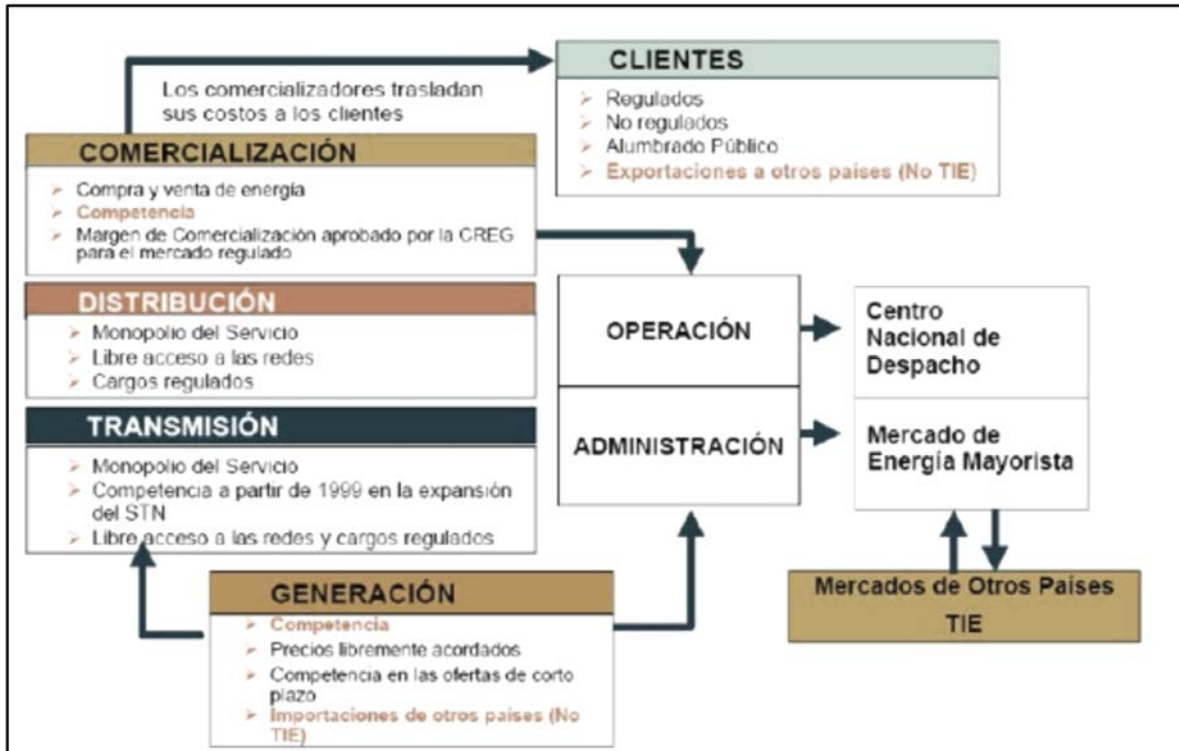 CLIENTES
➢ Regulados
➢ No regulados
➢ Alumbrado Público
➢ Exportaciones a otros países (No TIE)
Los comercializadores trasladan
sus costos a los clientes
COMERCIALIZACIÓN
➢ Compra y venta de energía
➢ Competencia
➢ Margen de Comercialización aprobado por la CREG
para el mercado regulado
DISTRIBUCIÓN
➢ Monopolio del Servicio
➢ Libre acceso a las redes
➢ Cargos regulados
TRANSMISIÓN
➢ Monopolio del Servicio
➢ Competencia a partir de 1999 en la expansión
del STN
➢ Libre acceso a las redes y cargos regulados
GENERACIÓN
➢ Competencia
➢ Precios libremente acordados
➢ Competencia en las ofertas de corto
plazo
➢ Importaciones de otros países (No
TIE)
OPERACIÓN
ADMINISTRACIÓN
Centro
Nacional de
Despacho
Mercado de
Energía Mayorista
Mercados de Otros Países
TIE